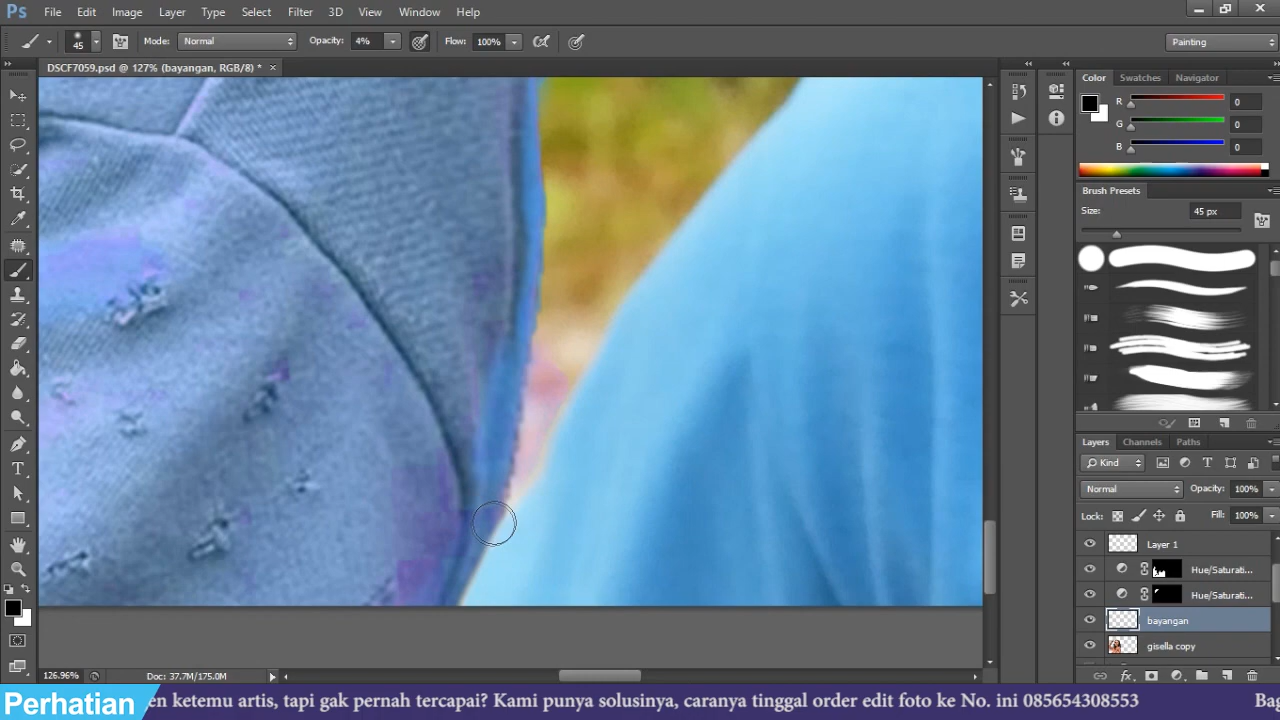 Ps File Edit Image Layer Type Select Filter 3D View Window Help
45 Mode: Normal Opacity: 4% Flow: 100% Painting
DSCF7059.psd @ 127% (bayangan, RGB/8) * ×
Color Swatches Navigator
R 0
G 0
B 0
Brush Presets
Size: 45 px
Layers Channels Paths
Kind
Normal Opacity: 100%
Lock: Fill: 100%
Layer 1
Hue/Saturati...
Hue/Saturati...
bayangan
gisella copy
126.96% Doc: 37.7M/175.0M
Perhatian en ketemu artis, tapi gak pernah tercapai? Kami punya solusinya, caranya tinggal order edit foto ke No. ini 085654308553 Bag